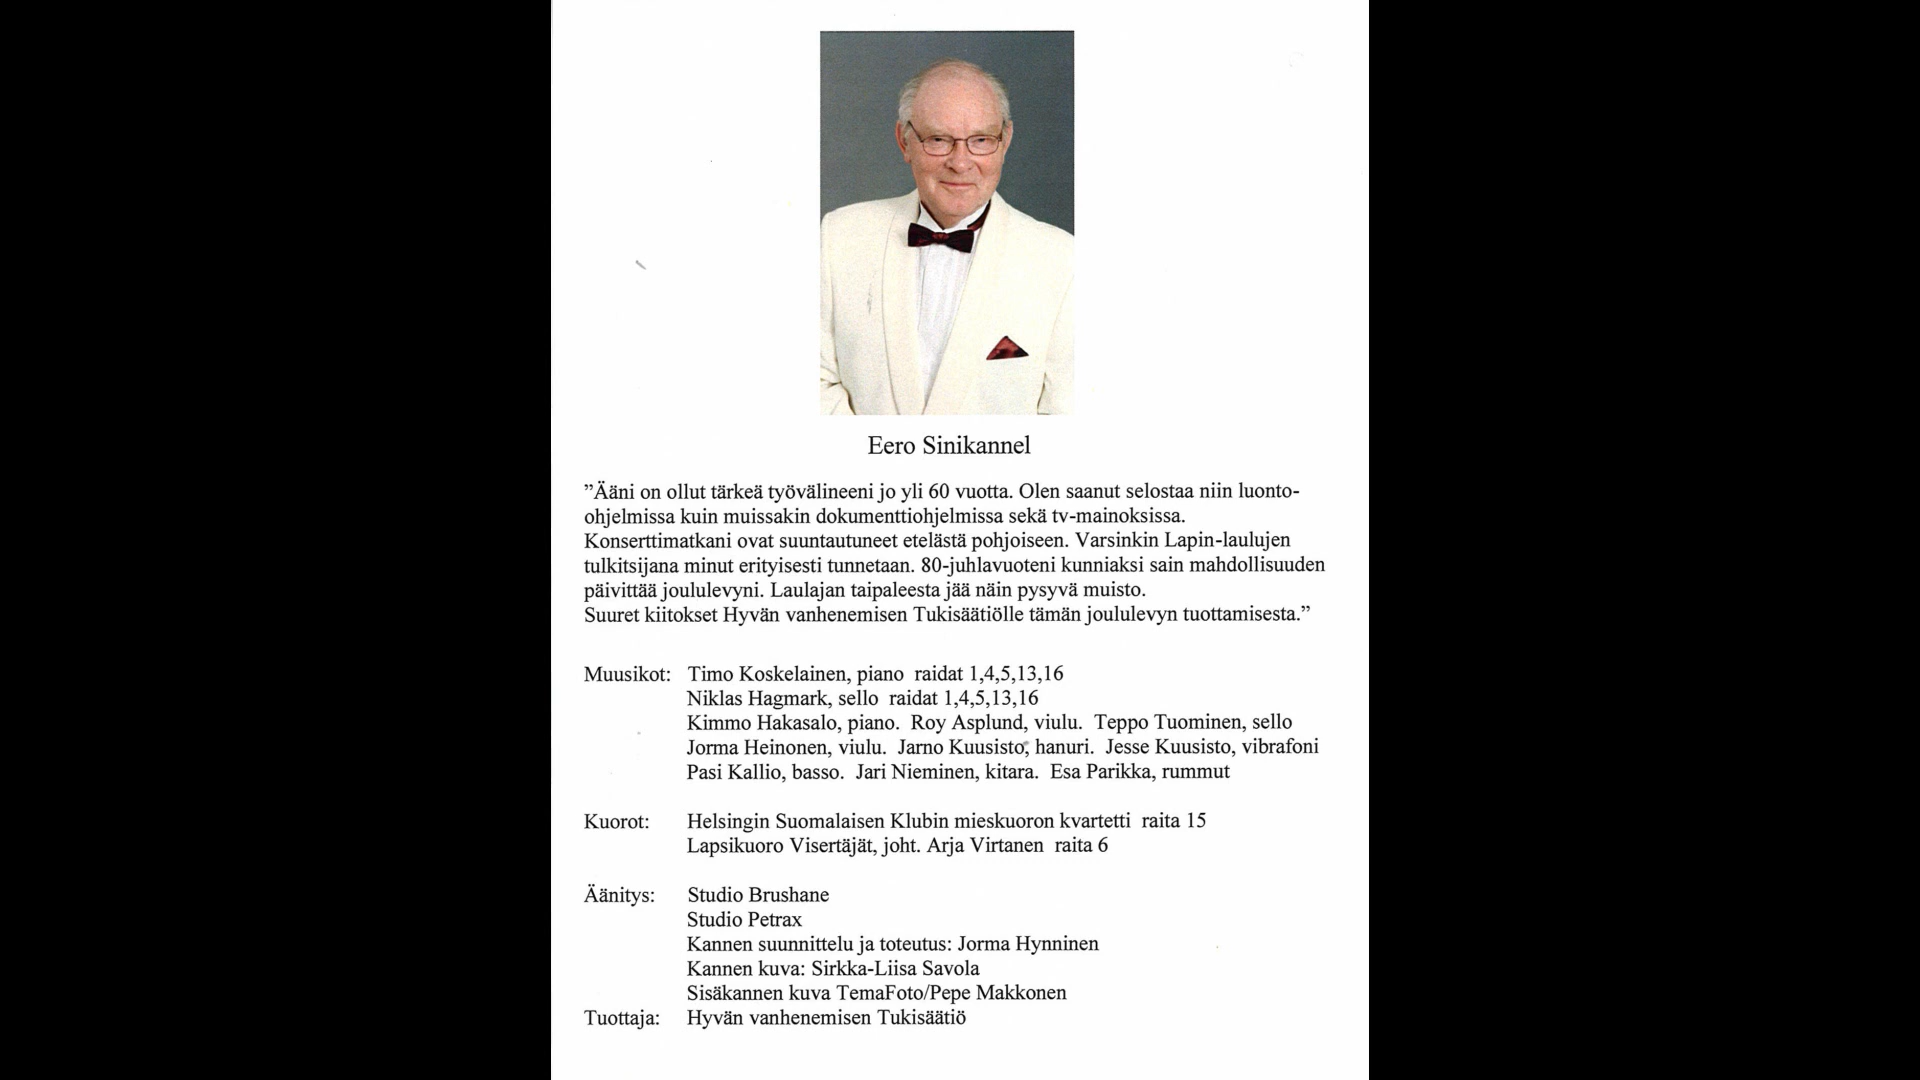 Eero Sinikannel
”Ääni on ollut tärkeä työvälineeni jo yli 60 vuotta. Olen saanut selostaa niin luonto-
ohjelmissa kuin muissakin dokumenttiohjelmissa sekä tv-mainoksissa.
Konserttimatkani ovat suuntautuneet etelästä pohjoiseen. Varsinkin Lapin-laulujen
tulkitsijana minut erityisesti tunnetaan. 80-juhlavuoteni kunniaksi sain mahdollisuuden
päivittää joululevyni. Laulajan taipaleesta jää näin pysyvä muisto.
Suuret kiitokset Hyvän vanhenemisen Tukisäätiölle tämän joululevyn tuottamisesta.”
Muusikot: Timo Koskelainen, piano raidat 1,4,5,13,16
Niklas Hagmark, sello raidat 1,4,5,13,16
Kimmo Hakasalo, piano. Roy Asplund, viulu. Teppo Tuominen, sello
Jorma Heinonen, viulu. Jarno Kuusisto, hanuri. Jesse Kuusisto, vibrafoni
Pasi Kallio, basso. Jari Nieminen, kitara. Esa Parikka, rummut
Kuorot: Helsingin Suomalaisen Klubin mieskuoron kvartetti raita 15
Lapsikuoro Visertäjät, joht. Arja Virtanen raita 6
Äänitys: Studio Brushane
Studio Petrax
Kannen suunnittelu ja toteutus: Jorma Hynninen
Kannen kuva: Sirkka-Liisa Savola
Sisäkannen kuva TemaFoto/Pepe Makkonen
Tuottaja: Hyvän vanhenemisen Tukisäätiö